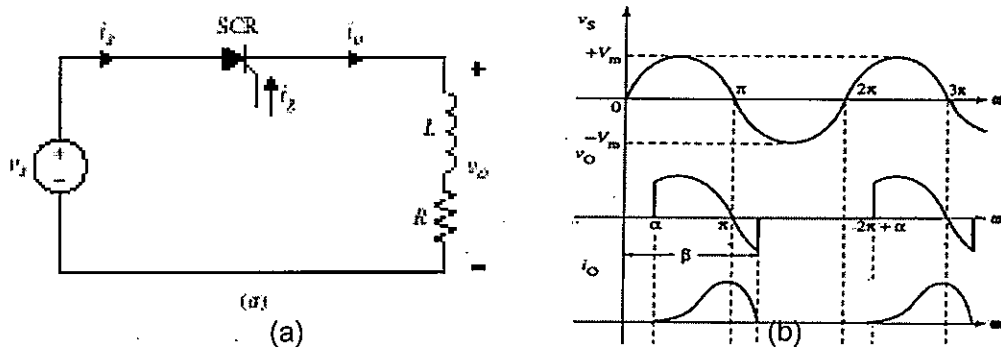 SCR
i_s
i_o
+
i_g
L
v_s
+
−
v_o
R
−
(a)
(a)
v_S
+V_m
0
π
2π
3π
ω
−V_m
v_O
α
π
2π + α
ω
β
i_O
ω
(b)